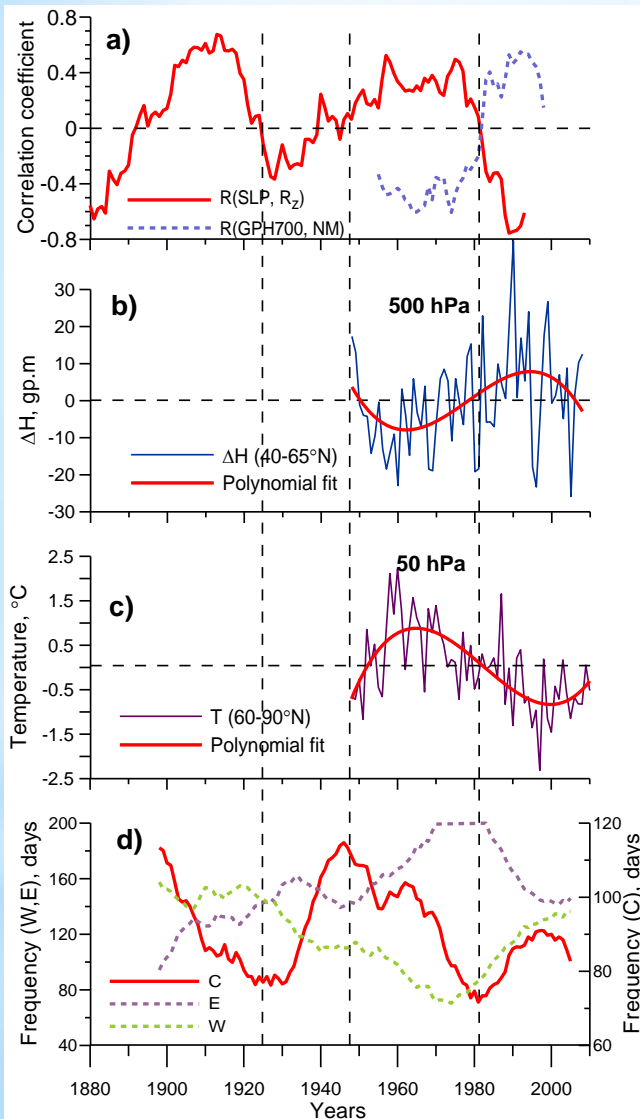 a)
0.8
0.4
0
-0.4
-0.8
Correlation coefficient
R(SLP, Rz)
R(GPH700, NM)
b)
500 hPa
30
20
10
0
-10
-20
-30
ΔH, gp.m
ΔH (40-65°N)
Polynomial fit
c)
50 hPa
2.5
1.5
0.5
-0.5
-1.5
-2.5
Temperature, °C
T (60-90°N)
Polynomial fit
d)
200
160
120
80
40
Frequency (W,E), days
120
100
80
60
Frequency (C), days
C
E
W
1880 1900 1920 1940 1960 1980 2000
Years